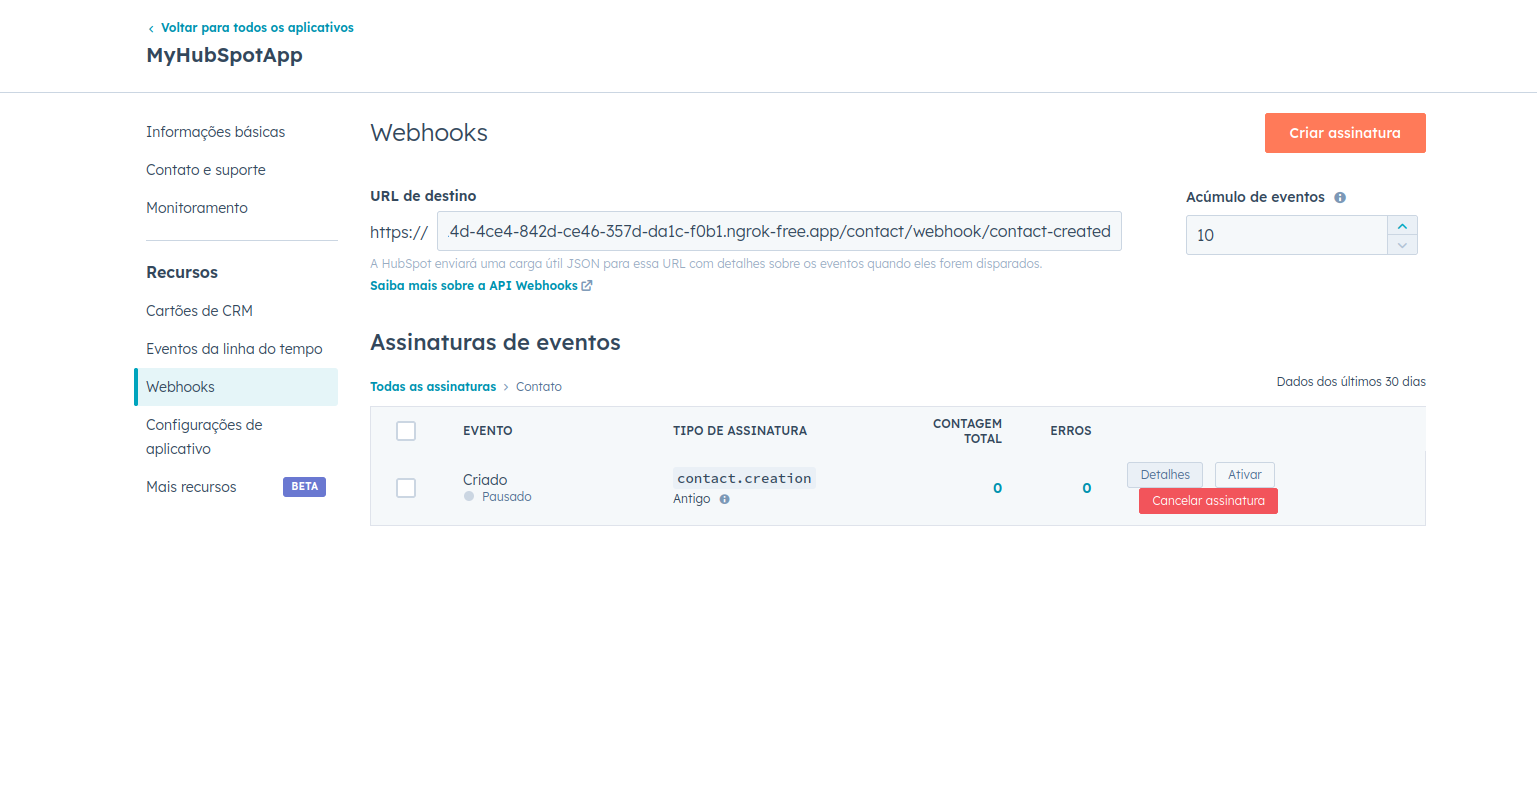 Voltar para todos os aplicativos
MyHubSpotApp
Informações básicas
Contato e suporte
Monitoramento
Recursos
Cartões de CRM
Eventos da linha do tempo
Webhooks
Configurações de
aplicativo
Mais recursos BETA
Webhooks
Criar assinatura
URL de destino
https:// .4d-4ce4-842d-ce46-357d-da1c-f0b1.ngrok-free.app/contact/webhook/contact-created
A HubSpot enviará uma carga útil JSON para essa URL com detalhes sobre os eventos quando eles forem disparados.
Saiba mais sobre a API Webhooks
Acúmulo de eventos
10
Assinaturas de eventos
Todas as assinaturas > Contato
Dados dos últimos 30 dias
EVENTO TIPO DE ASSINATURA CONTAGEM TOTAL ERROS
Criado
Pausado
contact.creation
Antigo
0 0
Detalhes Ativar
Cancelar assinatura